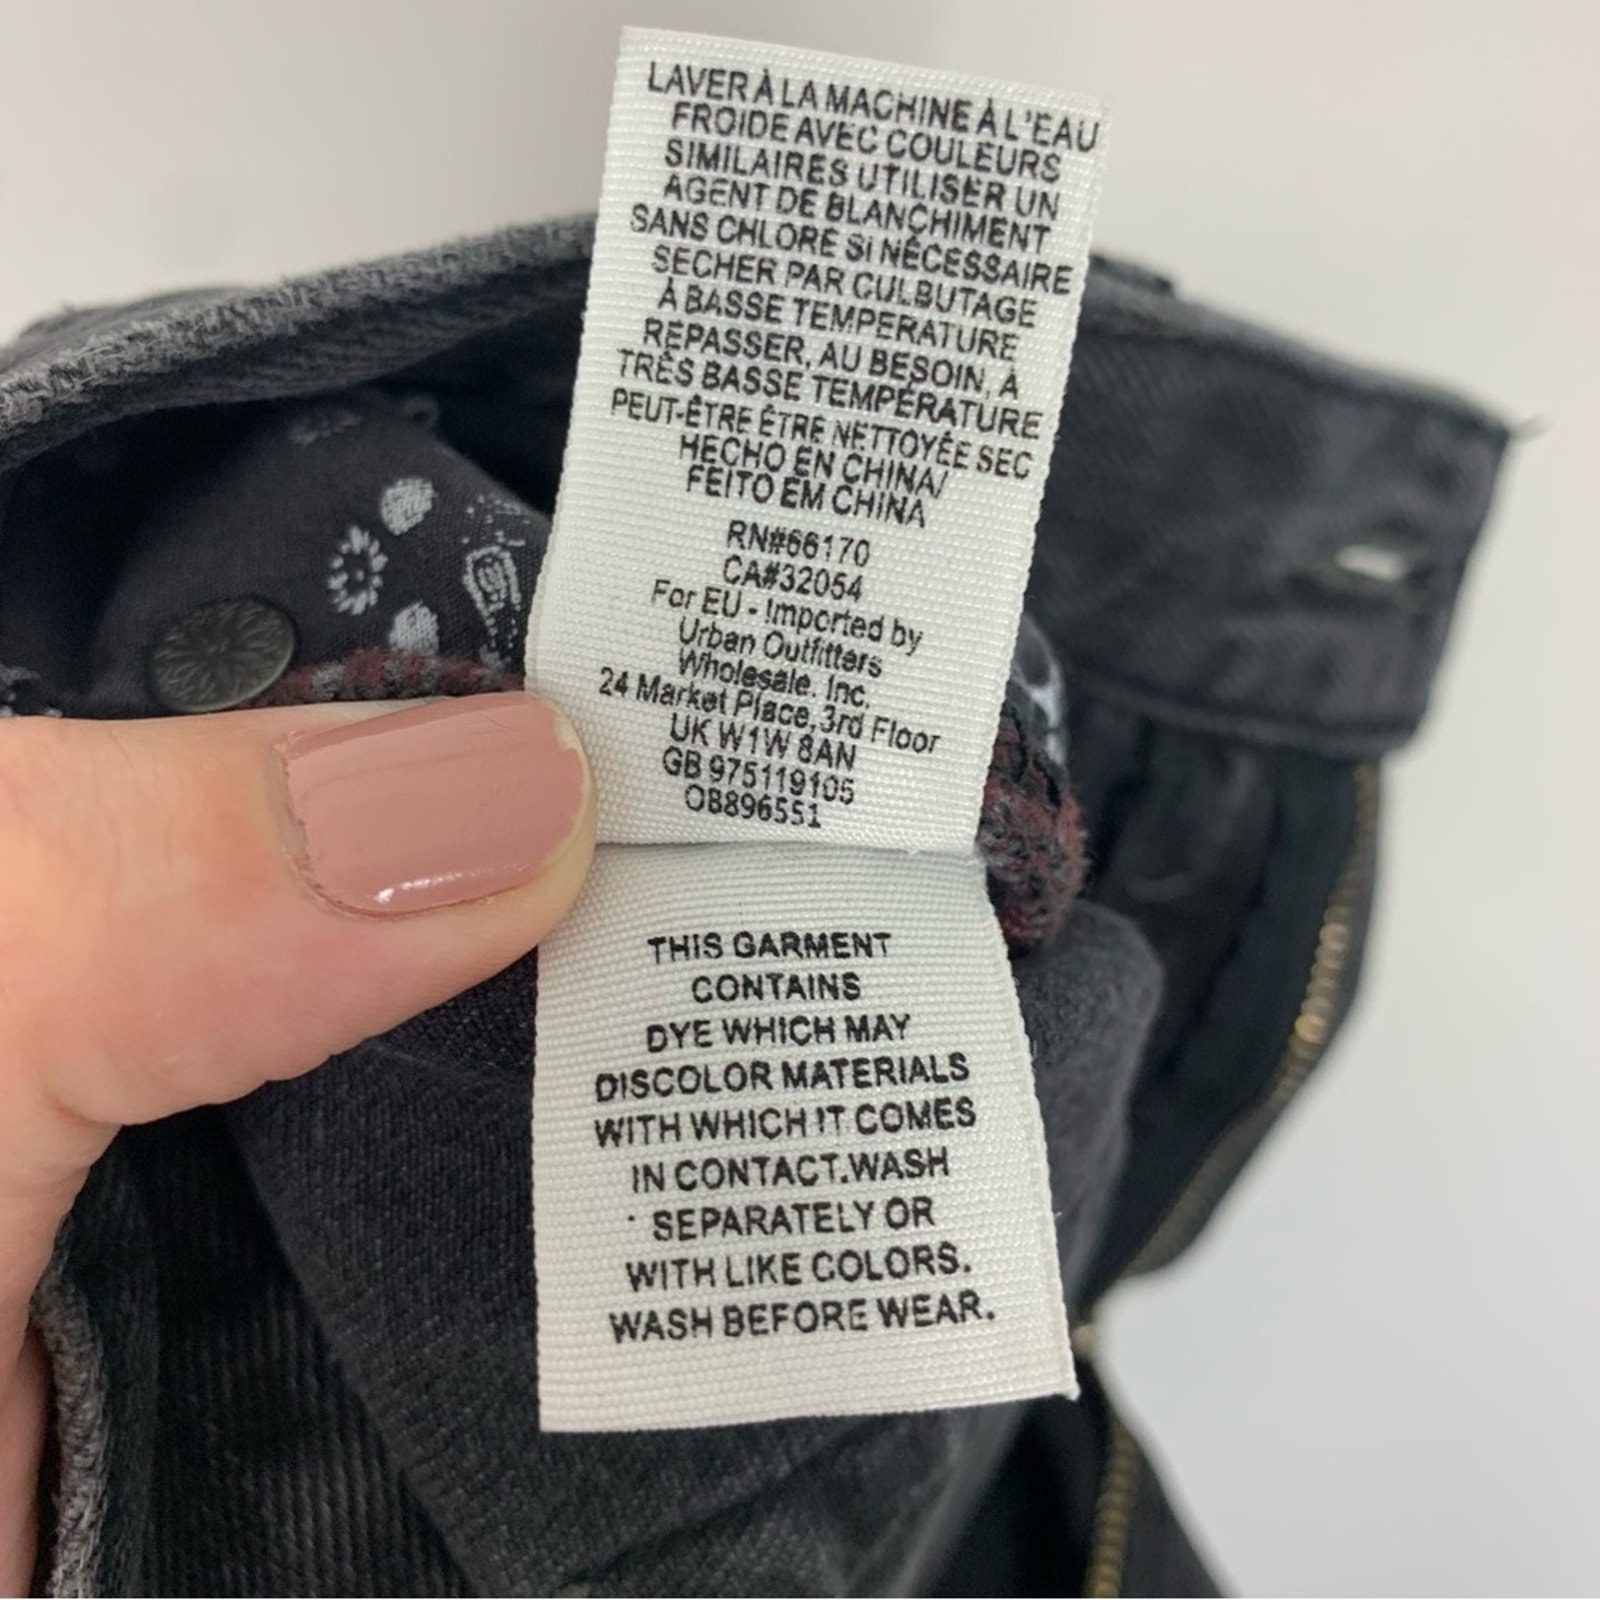 LAVER À LA MACHINE À L'EAU
FROIDE AVEC COULEURS
SIMILAIRES UTILISER UN
AGENT DE BLANCHIMENT
SANS CHLORE SI NÉCESSAIRE
SECHER PAR CULBUTAGE
À BASSE TEMPERATURE
REPASSER, AU BESOIN, À
TRÈS BASSE TEMPÉRATURE
PEUT-ÊTRE ÊTRE NETTOYÉE SEC
HECHO EN CHINA/
FEITO EM CHINA
RN#66170
CA#32054
For EU - Imported by
Urban Outfitters
Wholesale. Inc.
24 Market Place,3rd Floor
UK W1W 8AN
GB 975119105
OB896551
THIS GARMENT
CONTAINS
DYE WHICH MAY
DISCOLOR MATERIALS
WITH WHICH IT COMES
IN CONTACT.WASH
SEPARATELY OR
WITH LIKE COLORS.
WASH BEFORE WEAR.